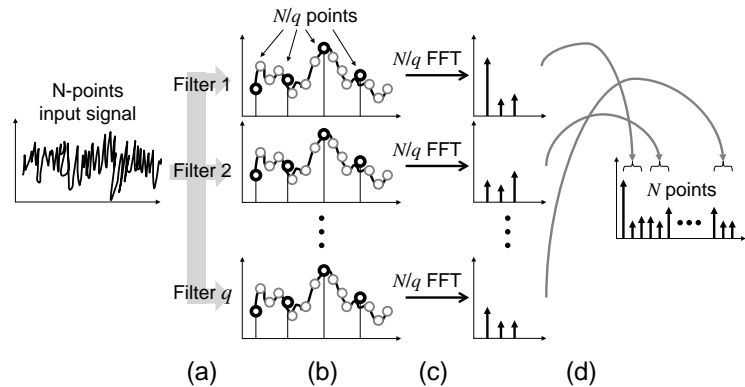 N/q points
N-points
input signal
Filter 1
N/q FFT
Filter 2
N/q FFT
N points
Filter q
N/q FFT
(a)
(b)
(c)
(d)